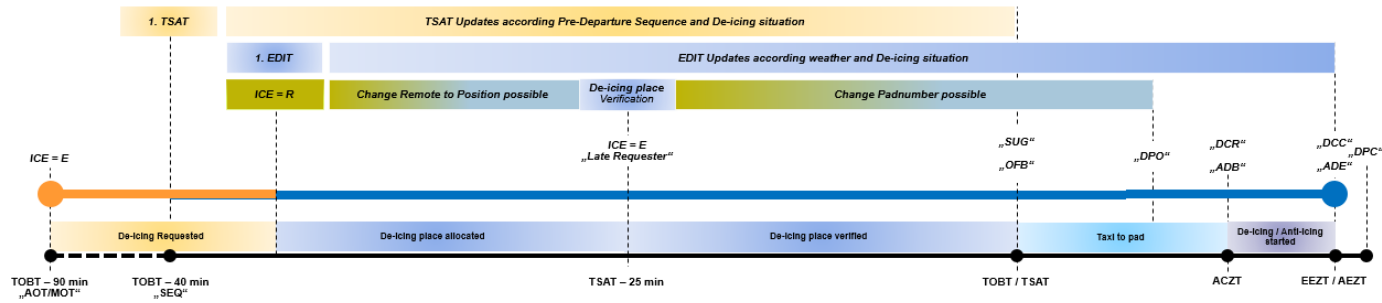 1. TSAT
TSAT Updates according Pre-Departure Sequence and De-icing situation
1. EDIT
EDIT Updates according weather and De-icing situation
ICE = R
Change Remote to Position possible
De-icing place
Verification
Change Padnumber possible
ICE = E
ICE = E
„Late Requester“
„SUG“
„OFB“
„DPO“
„DCR“
„ADB“
„DCC“
„ADE“
„DPC“
De-icing Requested
De-icing place allocated
De-icing place verified
Taxi to pad
De-icing / Anti-icing
started
TOBT – 90 min
„AOT/MOT“
TOBT – 40 min
„SEQ“
TSAT – 25 min
TOBT / TSAT
ACZT
EEZT / AEZT